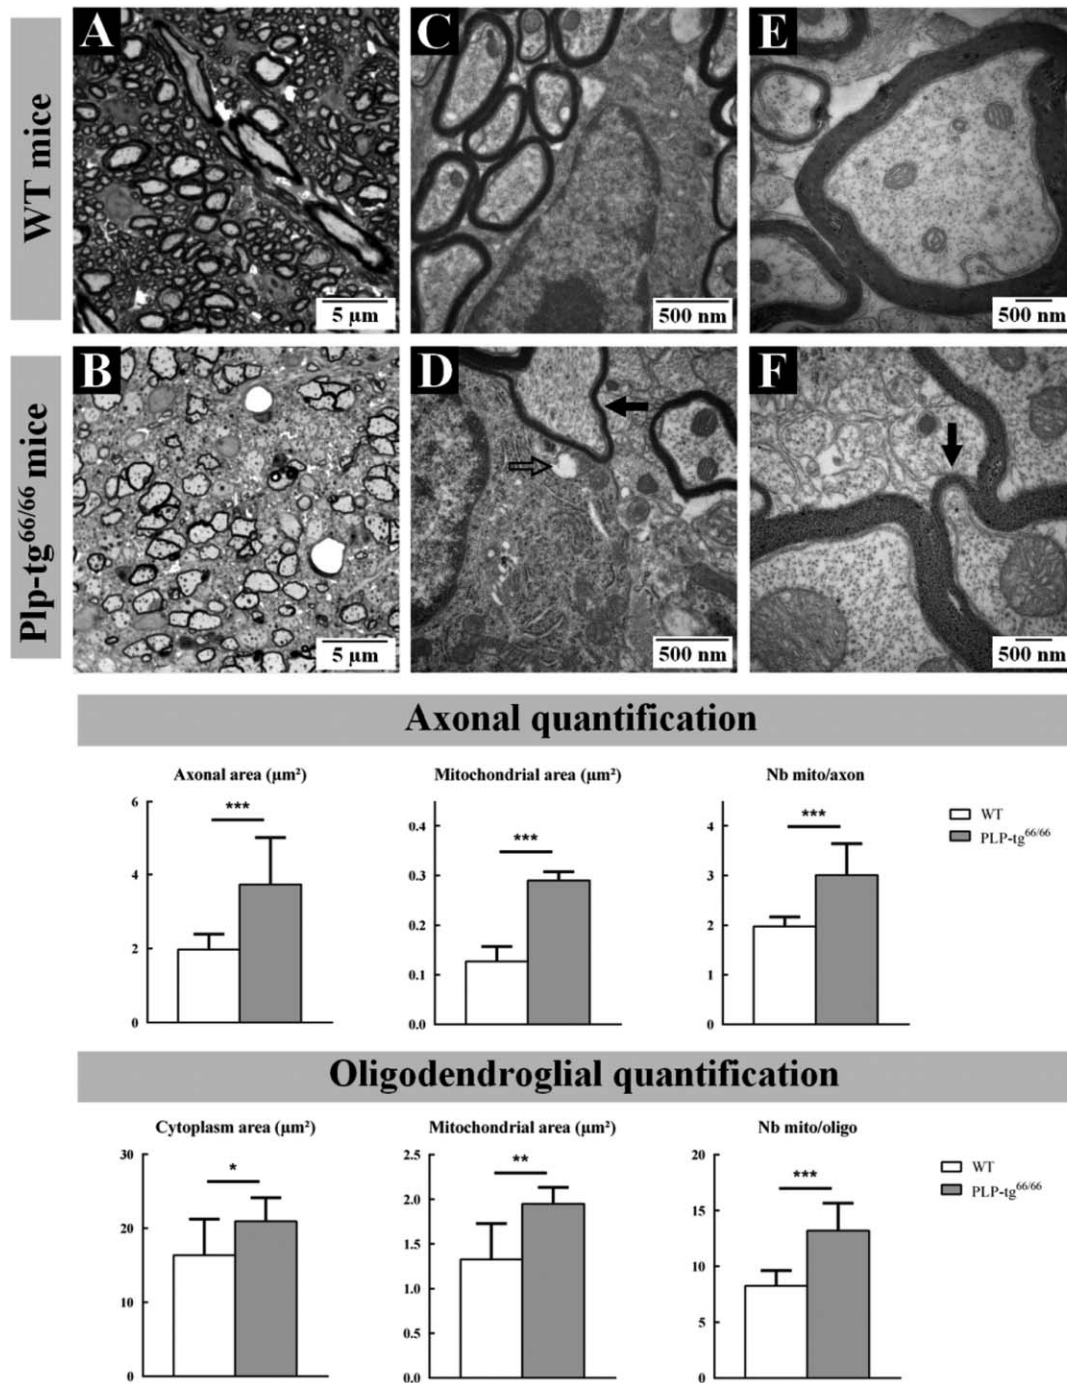 WT mice
A
C
E
5 µm
500 nm
500 nm
Plp-tg66/66 mice
B
D
F
5 µm
500 nm
500 nm
Axonal quantification
Axonal area (µm²)
Mitochondrial area (µm²)
Nb mito/axon
6
4
2
0
***
0.4
0.3
0.2
0.1
0.0
***
4
3
2
1
0
***
WT
PLP-tg66/66
Oligodendroglial quantification
Cytoplasm area (µm²)
Mitochondrial area (µm²)
Nb mito/oligo
30
20
10
0
*
2.5
2.0
1.5
1.0
0.5
0.0
**
20
15
10
5
0
***
WT
PLP-tg66/66